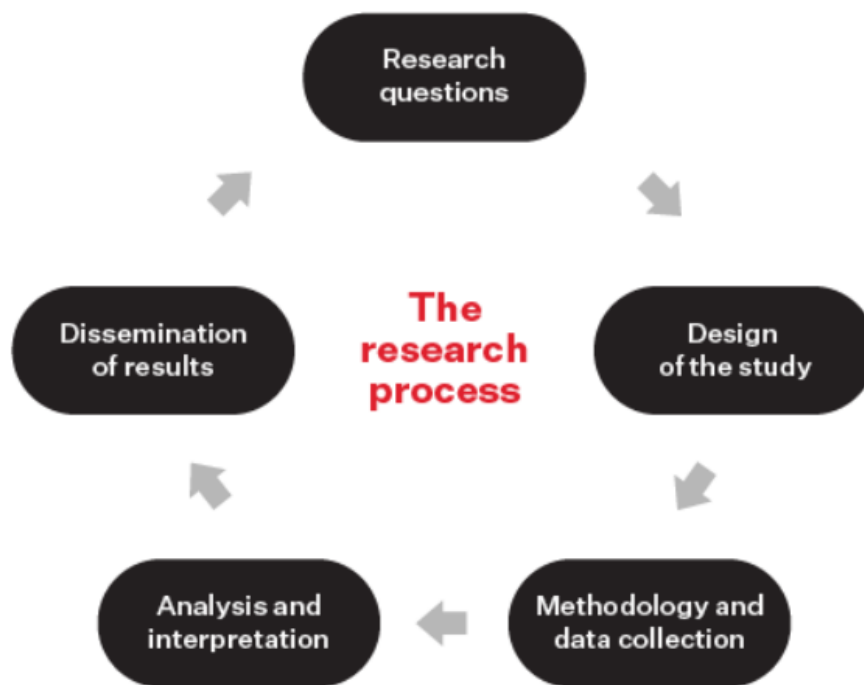 Research
questions
Design
of the study
Methodology and
data collection
Analysis and
interpretation
Dissemination
of results
The
research
process